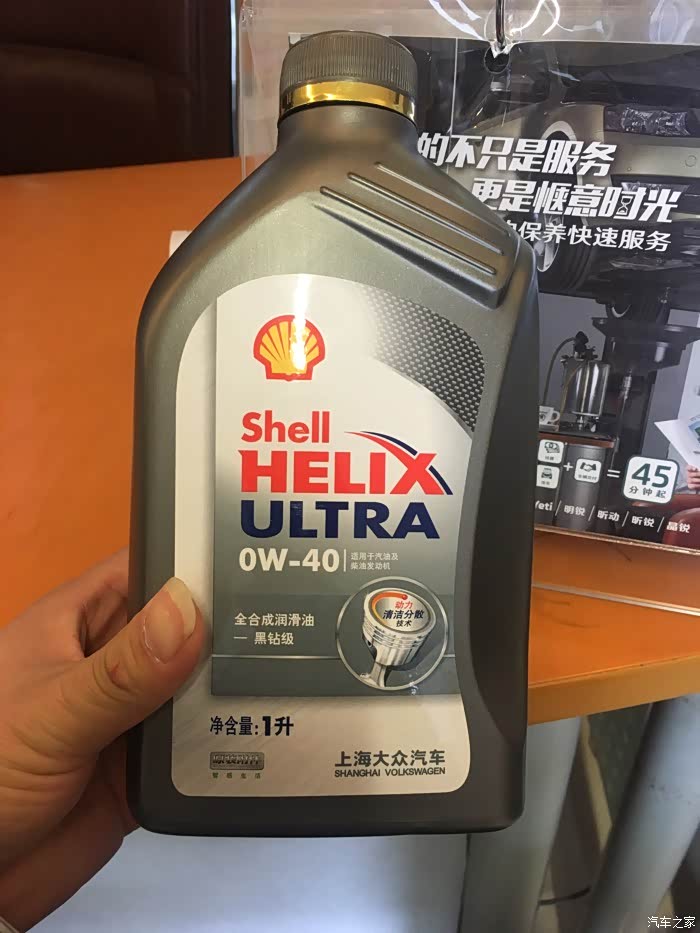 的不只是服务
更是惬意时光
保养快速服务
Shell
HELIX
ULTRA
0W-40
适用于汽油及
柴油发动机
动力
清洁分散
技术
全合成润滑油
— 黑钻级
净含量:1升
上海大众汽车
SHANGHAI VOLKSWAGEN
+
=
45
分钟起
Yeti / 明锐 / 昕动 / 昕锐 / 晶锐
汽车之家